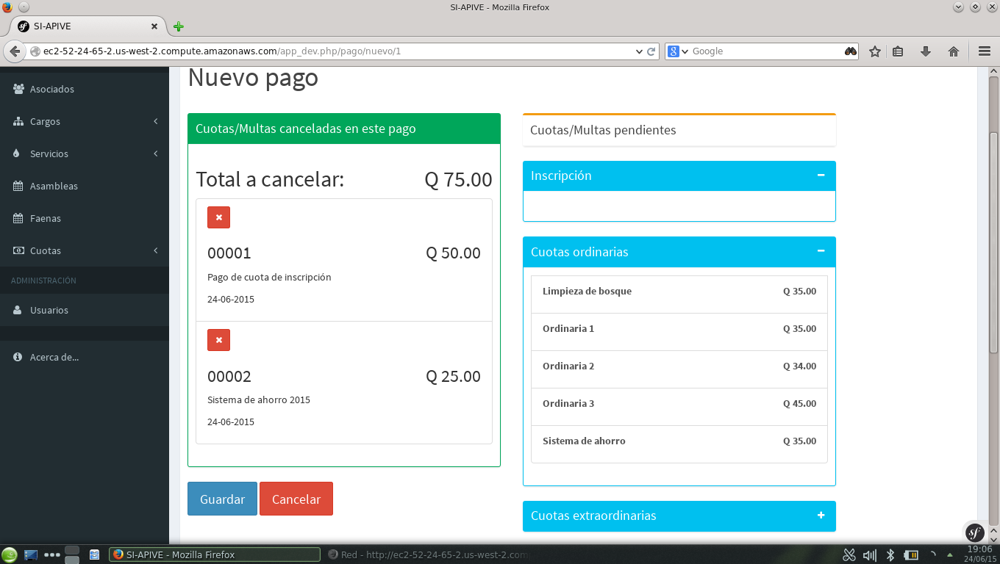 SI-APIVE - Mozilla Firefox
SI-APIVE
ec2-52-24-65-2.us-west-2.compute.amazonaws.com/app_dev.php/pago/nuevo/1
Google
Asociados
Cargos
Servicios
Asambleas
Faenas
Cuotas
ADMINISTRACIÓN
Usuarios
Acerca de...
Nuevo pago
Cuotas/Multas canceladas en este pago
Total a cancelar: Q 75.00
00001 Q 50.00
Pago de cuota de inscripción
24-06-2015
00002 Q 25.00
Sistema de ahorro 2015
24-06-2015
Guardar Cancelar
Cuotas/Multas pendientes
Inscripción
Cuotas ordinarias
Limpieza de bosque Q 35.00
Ordinaria 1 Q 35.00
Ordinaria 2 Q 34.00
Ordinaria 3 Q 45.00
Sistema de ahorro Q 35.00
Cuotas extraordinarias
SI-APIVE - Mozilla Firefox
Red - http://ec2-52-24-65-2.us-west-2.com
19:06
24/06/15